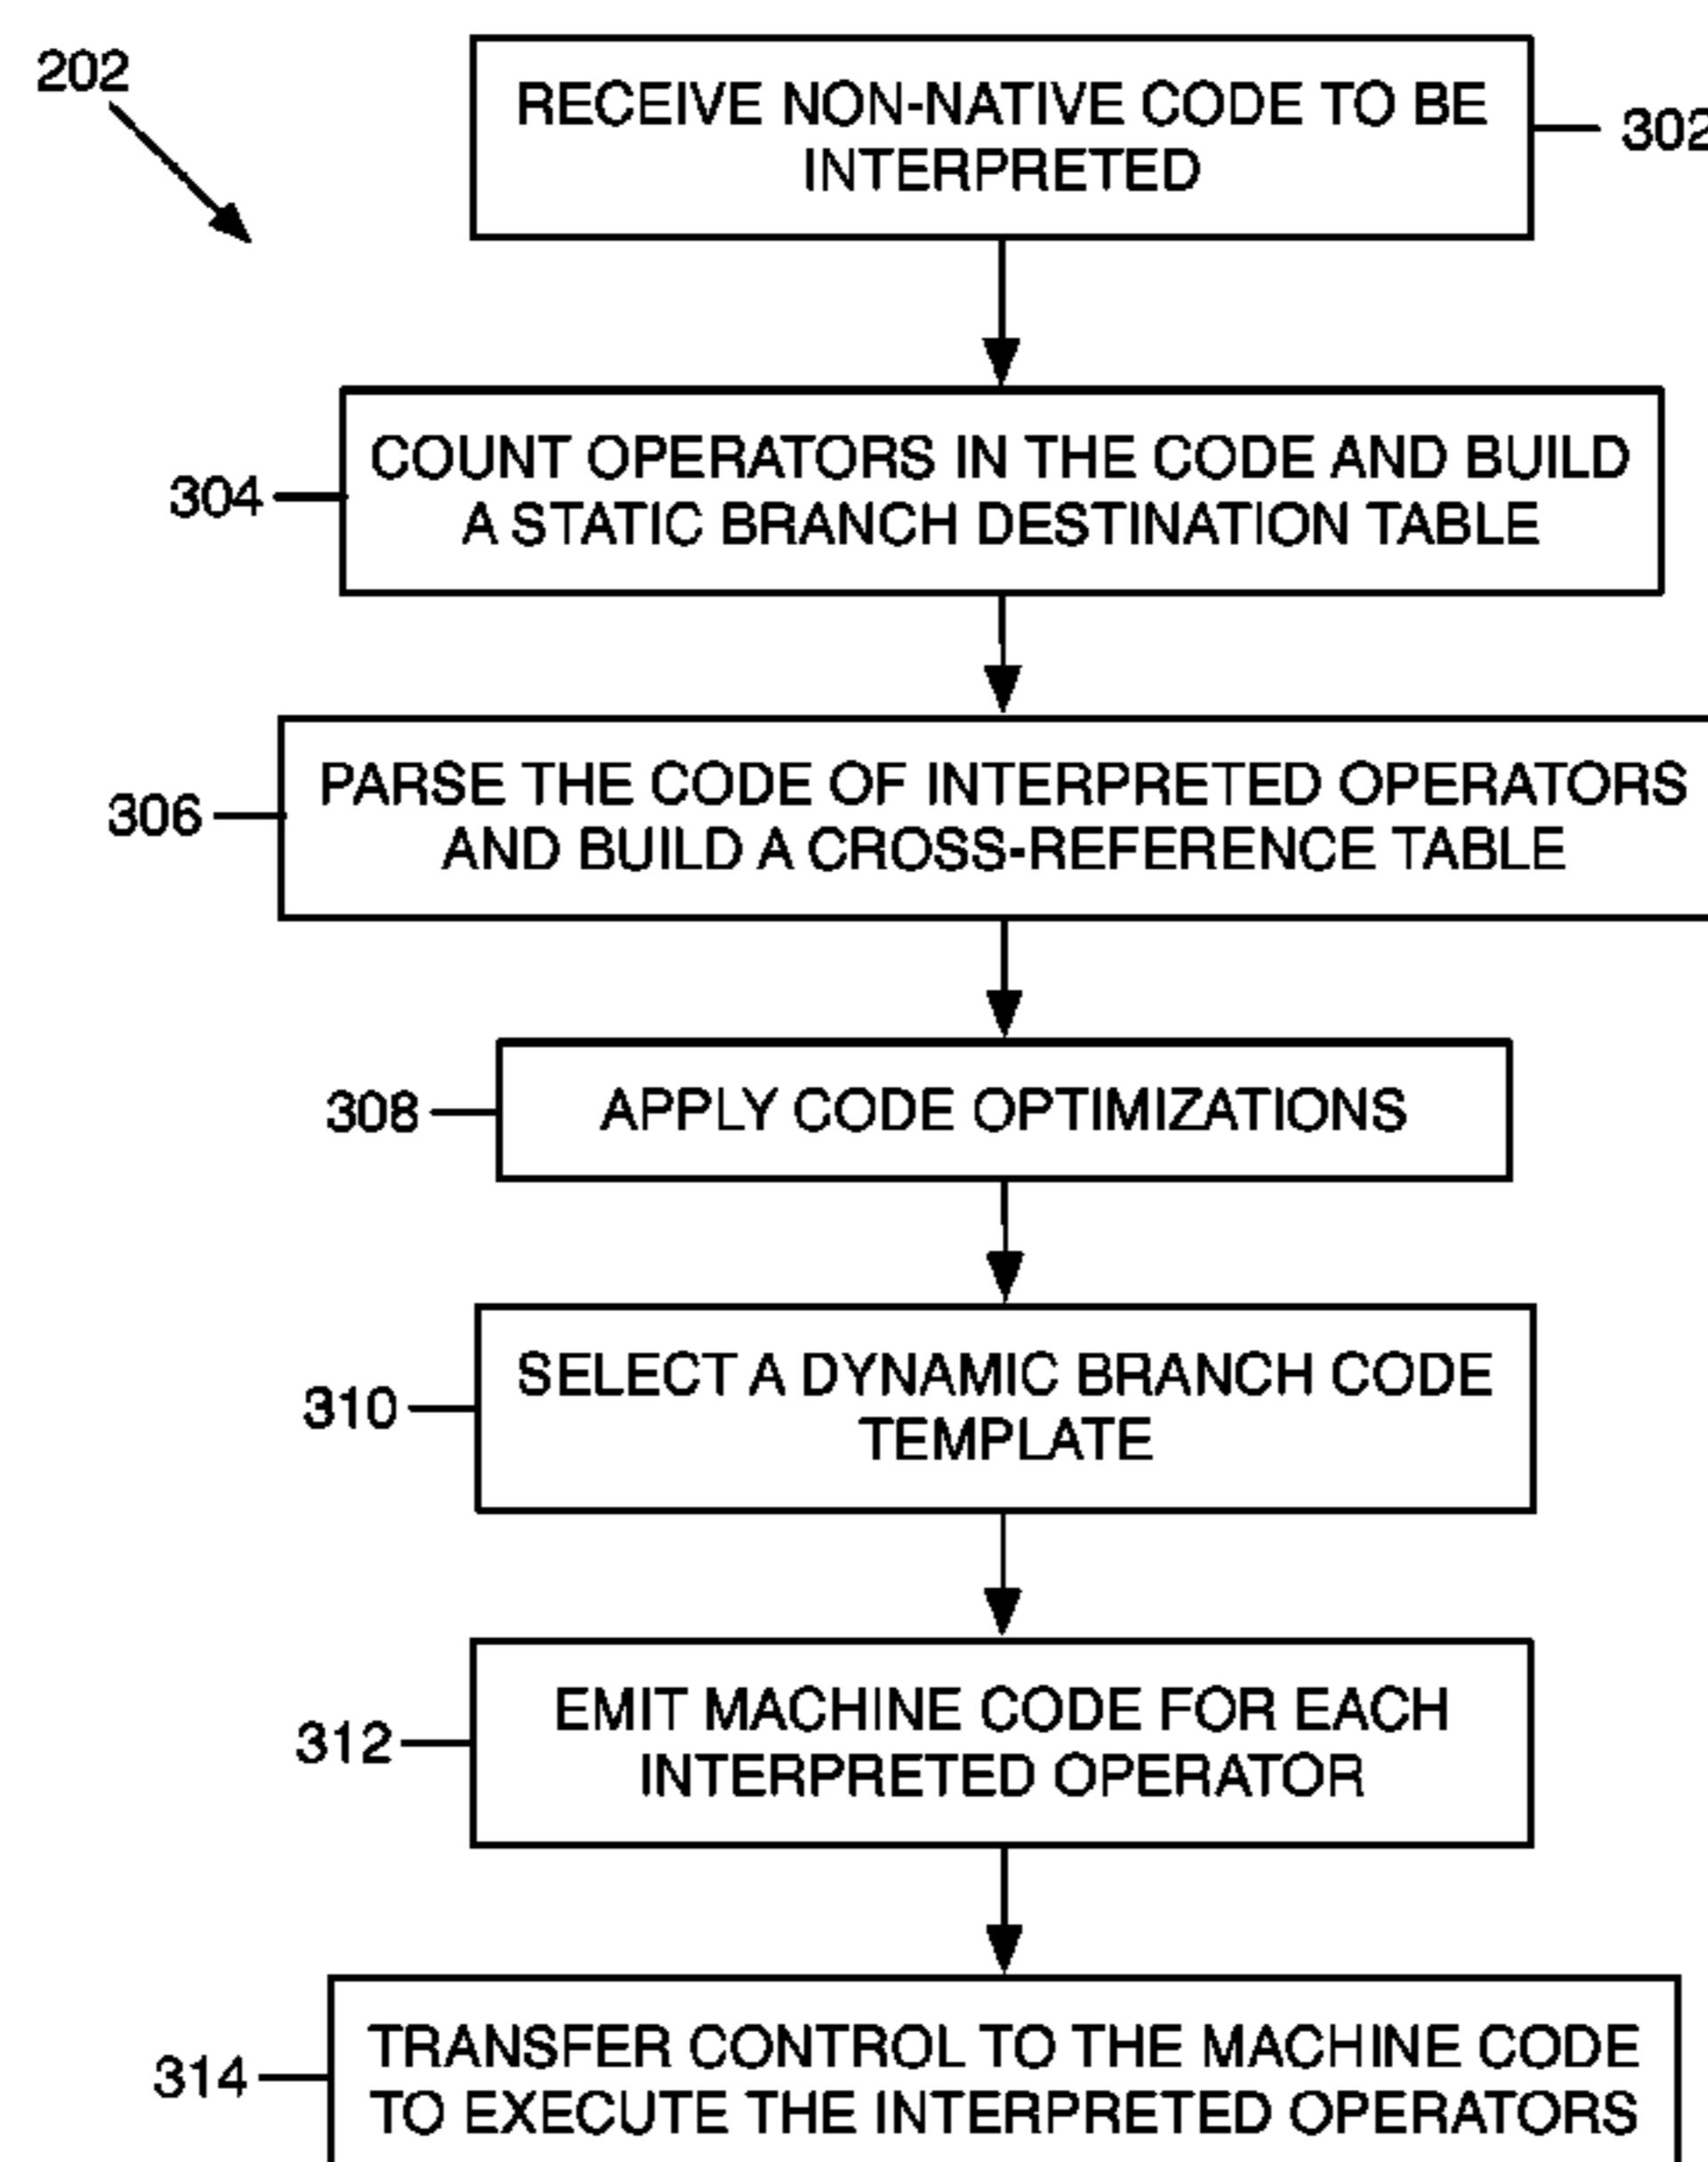 202
RECEIVE NON-NATIVE CODE TO BE
INTERPRETED
302
COUNT OPERATORS IN THE CODE AND BUILD
A STATIC BRANCH DESTINATION TABLE
304
PARSE THE CODE OF INTERPRETED OPERATORS
AND BUILD A CROSS-REFERENCE TABLE
306
308
APPLY CODE OPTIMIZATIONS
SELECT A DYNAMIC BRANCH CODE
TEMPLATE
310
EMIT MACHINE CODE FOR EACH
INTERPRETED OPERATOR
312
TRANSFER CONTROL TO THE MACHINE CODE
TO EXECUTE THE INTERPRETED OPERATORS
314